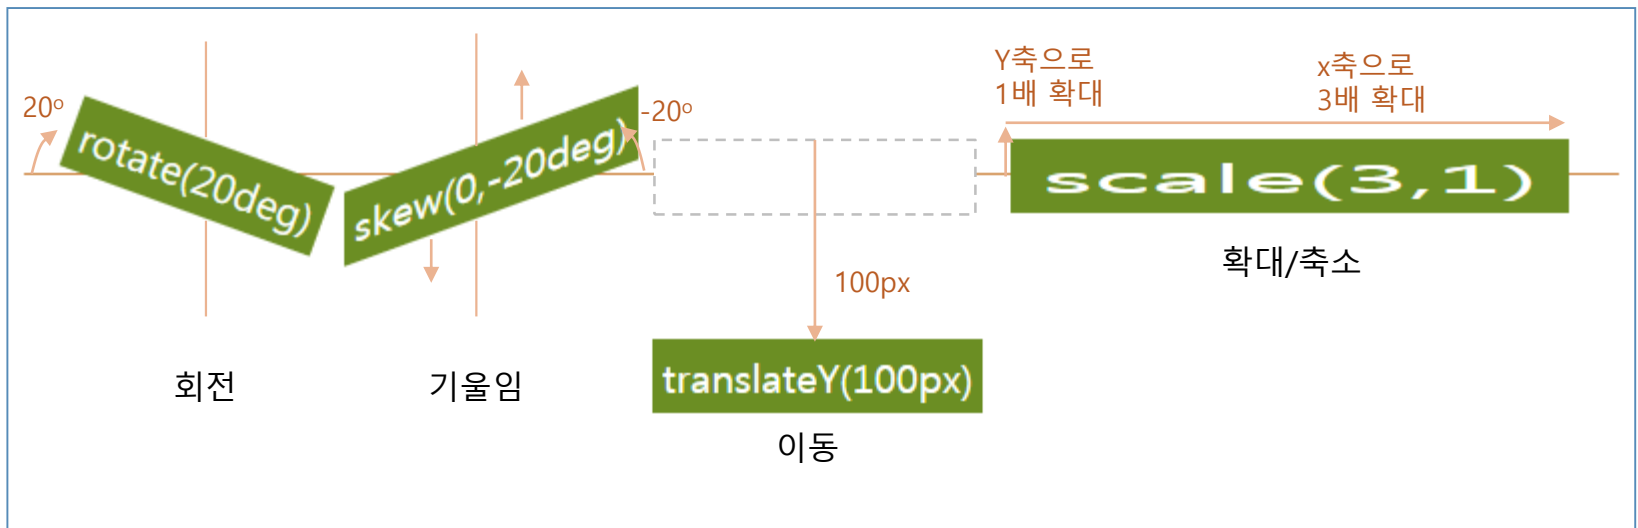 20º
rotate(20deg)
회전
skew(0,-20deg)
-20º
기울임
100px
translateY(100px)
이동
Y축으로
1배 확대
x축으로
3배 확대
scale(3,1)
확대/축소